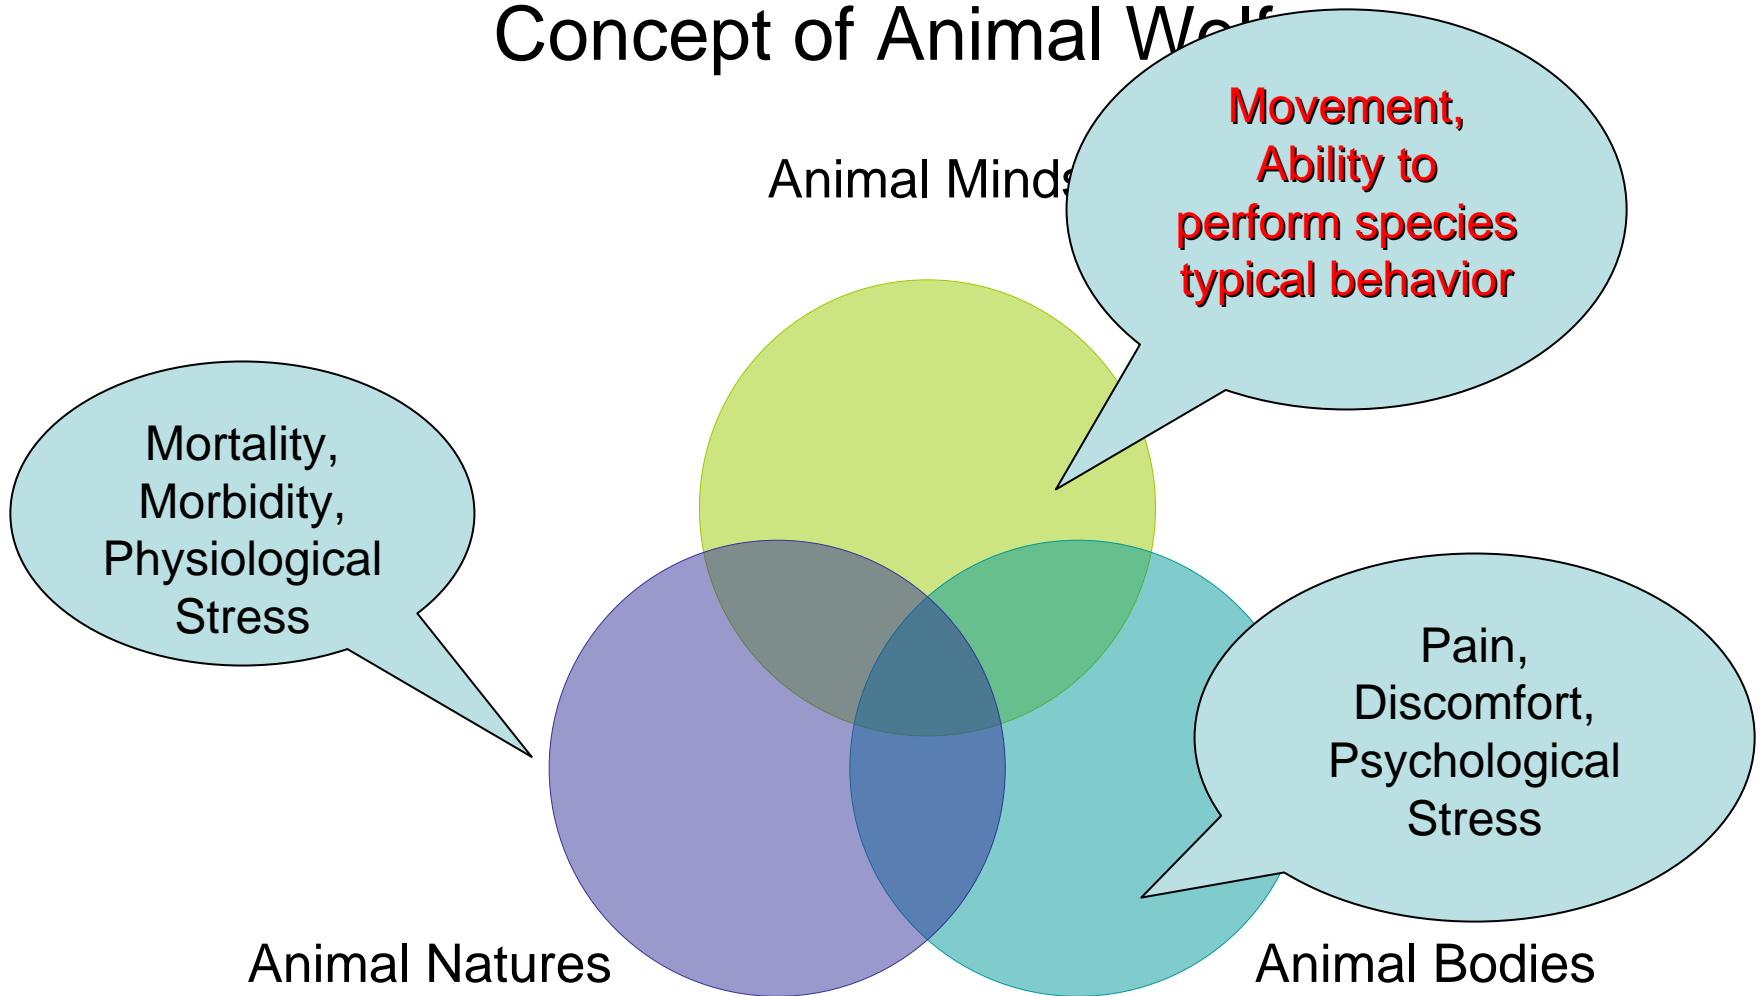 Concept of Animal
Animal Minds
Movement,
Ability to
perform species
typical behavior
Mortality,
Morbidity,
Physiological
Stress
Pain,
Discomfort,
Psychological
Stress
Animal Natures
Animal Bodies